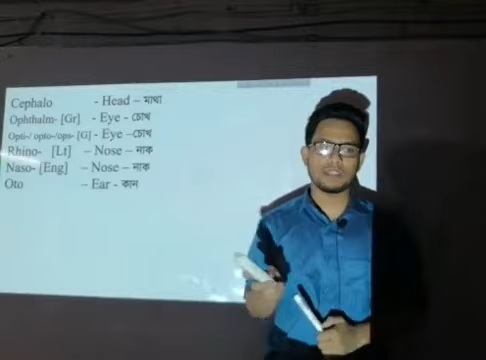 Cephalo - Head – মাথা
Ophthalm- [Gr] - Eye - চোখ
Opti-/ opto-/ops- [G] - Eye –চোখ
Rhino- [Lt] – Nose – নাক
Naso- [Eng] – Nose – নাক
Oto – Ear - কান